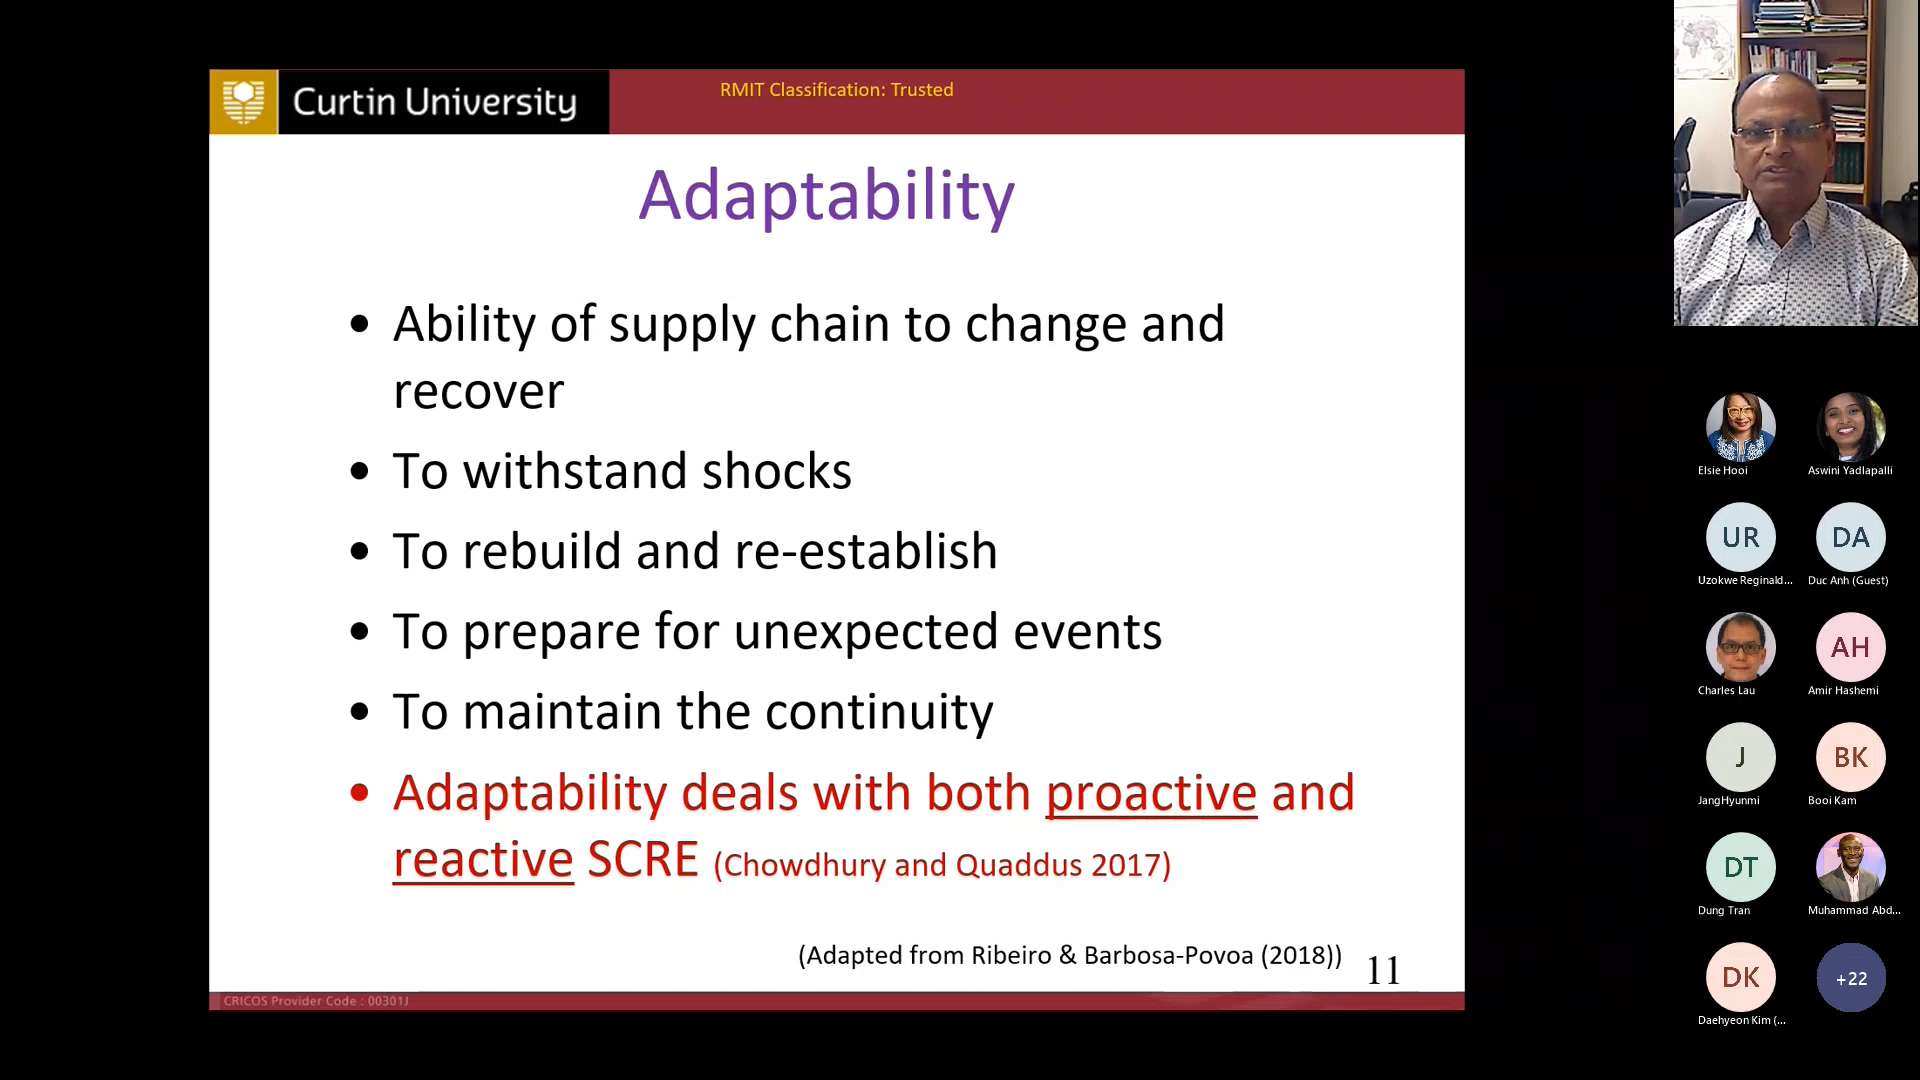 Curtin University
RMIT Classification: Trusted
Adaptability
• Ability of supply chain to change and
recover
• To withstand shocks
• To rebuild and re-establish
• To prepare for unexpected events
• To maintain the continuity
• Adaptability deals with both proactive and
reactive SCRE (Chowdhury and Quaddus 2017)
(Adapted from Ribeiro & Barbosa-Povoa (2018))
11
CRICOS Provider Code : 00301J
Elsie Hooi
Aswini Yadlapalli
UR
DA
Uzokwe Reginald...
Duc Anh (Guest)
Charles Lau
AH
Amir Hashemi
J
BK
JangHyunmi
Booi Kam
DT
Dung Tran
Muhammad Abd...
DK
+22
Daehyeon Kim (...